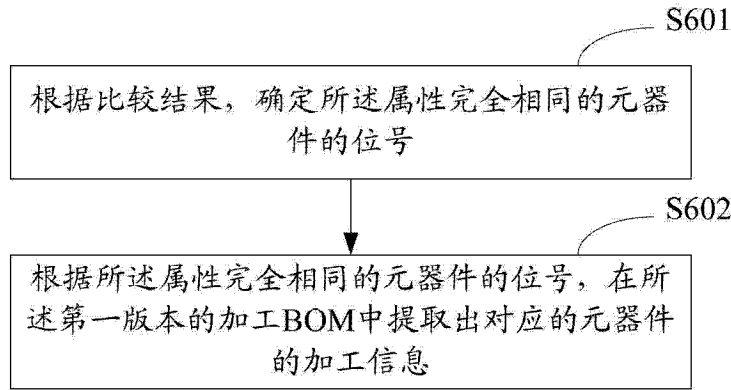 S601
根据比较结果，确定所述属性完全相同的元器
件的位号
S602
根据所述属性完全相同的元器件的位号，在所
述第一版本的加工BOM中提取出对应的元器件
的加工信息